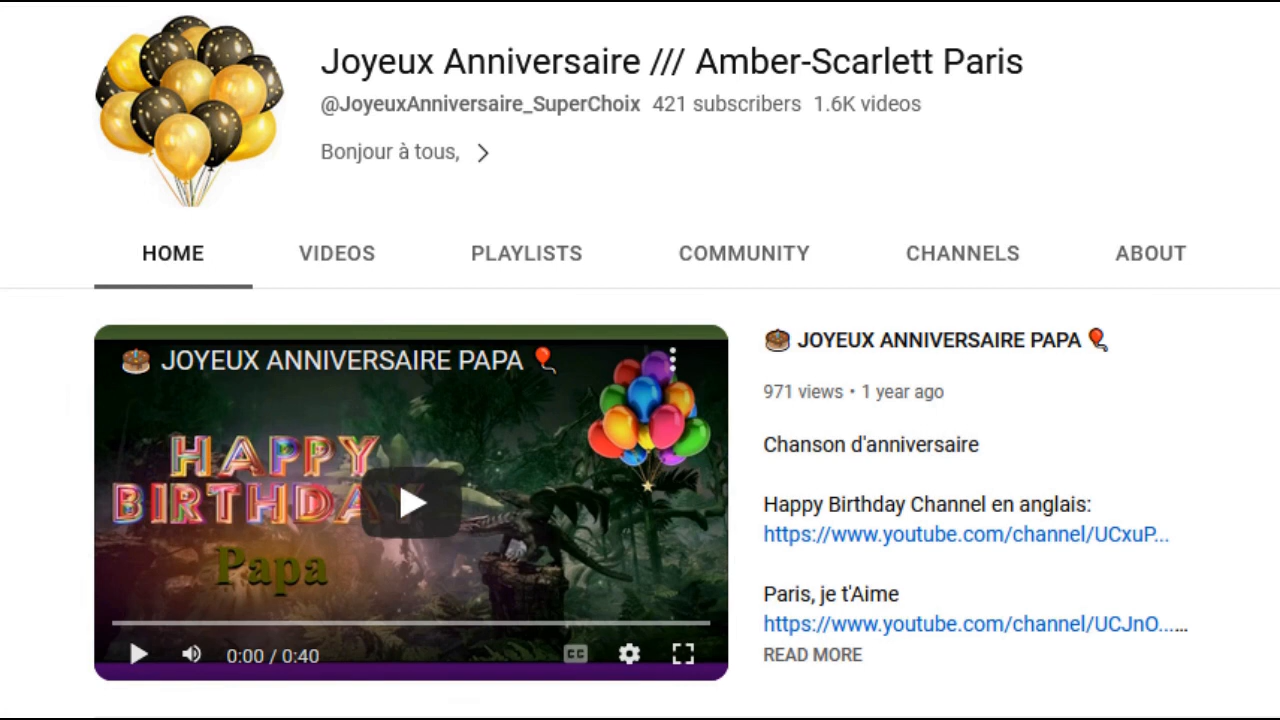 Joyeux Anniversaire /// Amber-Scarlett Paris
@JoyeuxAnniversaire_SuperChoix 421 subscribers 1.6K videos
Bonjour à tous,
HOME VIDEOS PLAYLISTS COMMUNITY CHANNELS ABOUT
JOYEUX ANNIVERSAIRE PAPA
HAPPY
BIRTHDAY
Papa
0:00 / 0:40
CC
JOYEUX ANNIVERSAIRE PAPA
971 views • 1 year ago
Chanson d'anniversaire
Happy Birthday Channel en anglais:
https://www.youtube.com/channel/UCxuP...
Paris, je t'Aime
https://www.youtube.com/channel/UCJnO......
READ MORE